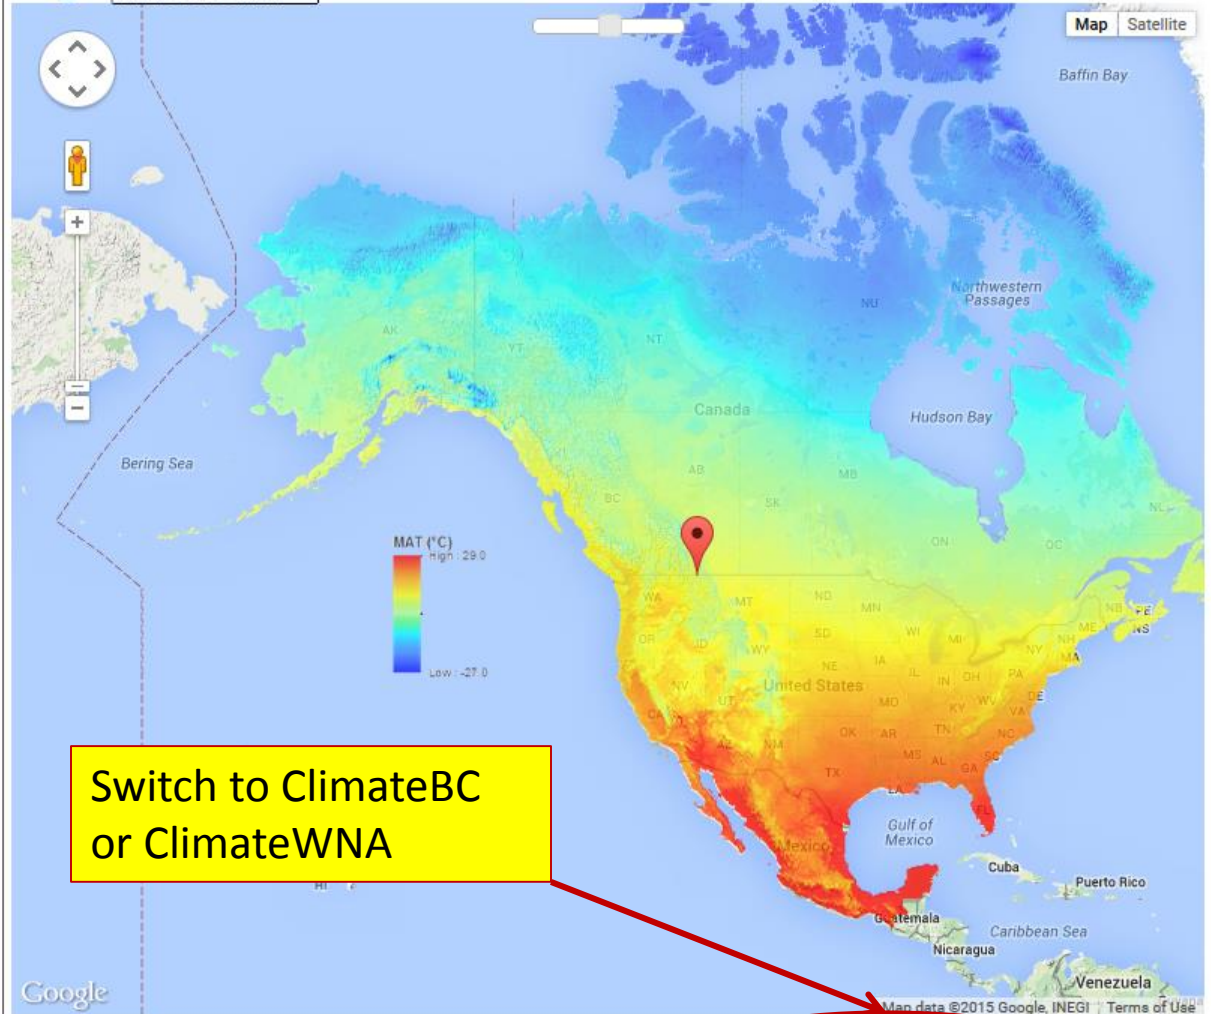 Map Satellite
Baffin Bay
Northwestern
Passages
NU
AK
YT
NT
Canada
Hudson Bay
Bering Sea
AB
MB
BC
SK
NL
MAT (°C)
High : 29.0
Low : -27.0
ON
QC
WA
MT
ND
MN
NB
PE
NS
OR
ID
SD
WI
MI
ME
NH
WY
NY
MA
NE
IA
IL
IN
OH
PA
NV
UT
United States
MO
KY
WV
DE
VA
CA
OK
AR
TN
NC
AZ
NM
MS
AL
SC
GA
TX
LA
FL
Switch to ClimateBC
or ClimateWNA
Gulf of
Mexico
Mexico
Cuba
Puerto Rico
HI
Guatemala
Caribbean Sea
Nicaragua
Venezuela
Google
Map data ©2015 Google, INEGI Terms of Use